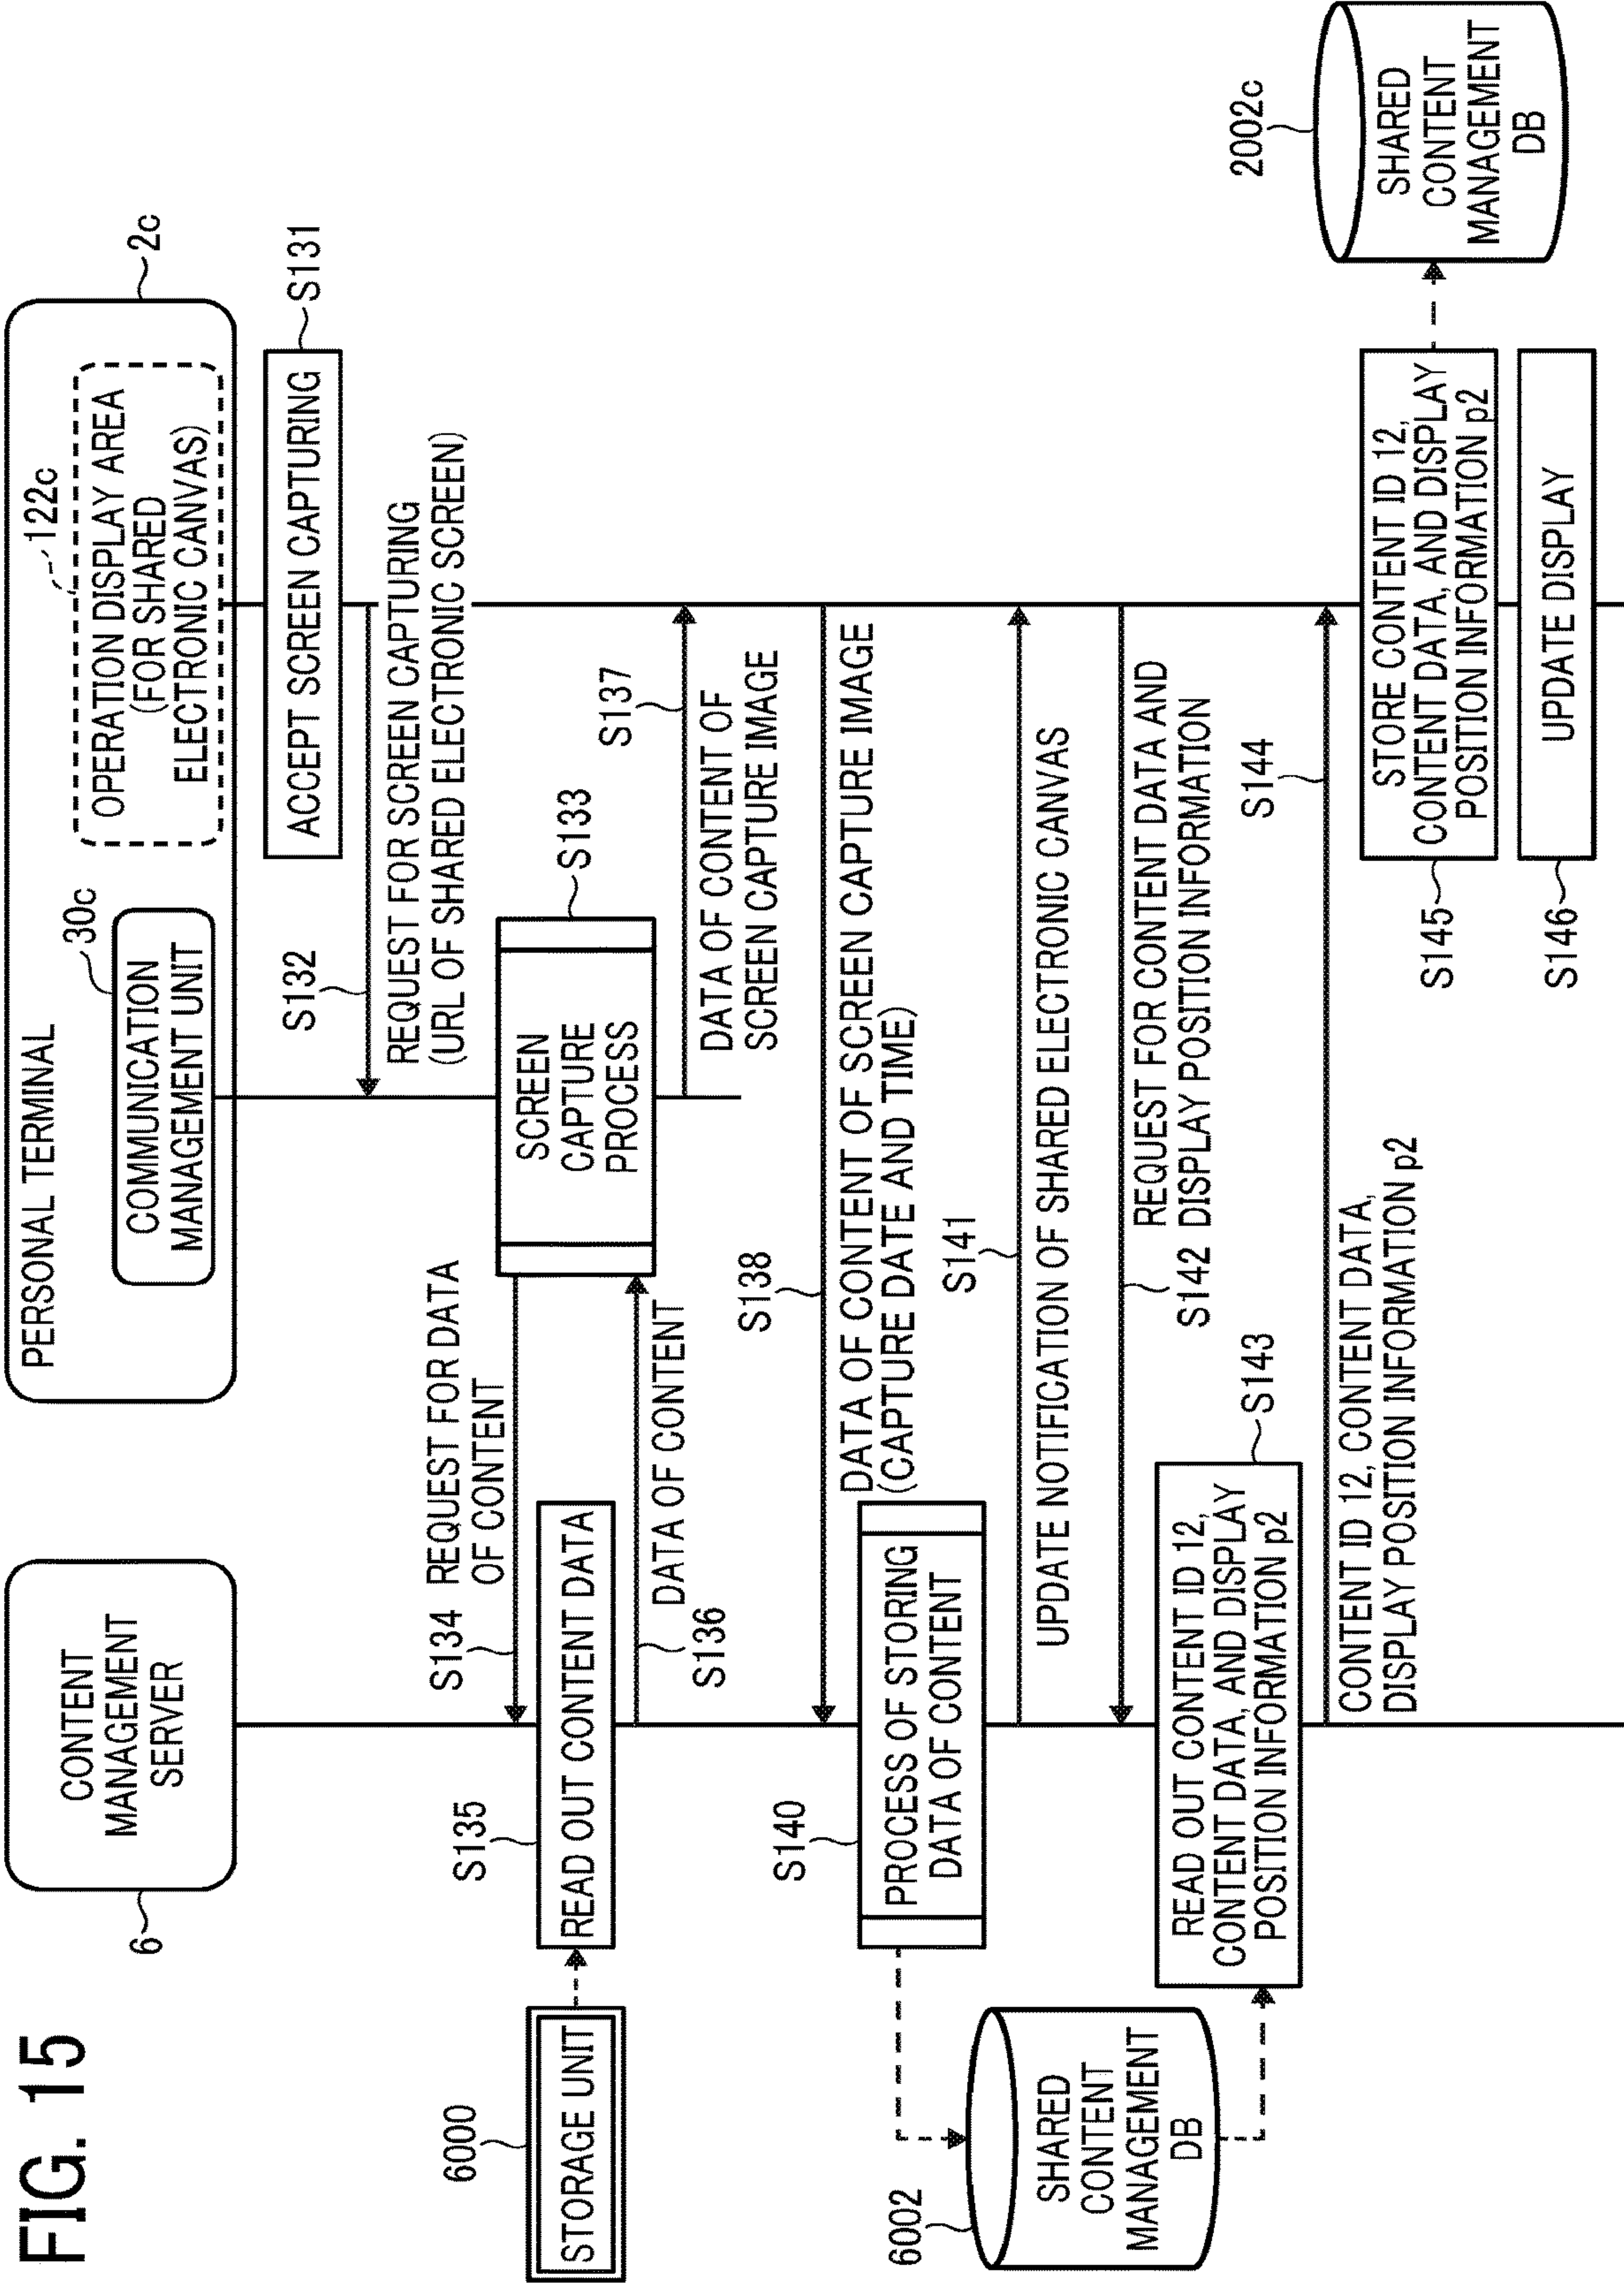 FIG. 15
6
CONTENT
MANAGEMENT
SERVER
PERSONAL TERMINAL
2c
30c
COMMUNICATION
MANAGEMENT UNIT
122c
OPERATION DISPLAY AREA
(FOR SHARED
ELECTRONIC CANVAS)
S131
ACCEPT SCREEN CAPTURING
S132
REQUEST FOR SCREEN CAPTURING
(URL OF SHARED ELECTRONIC SCREEN)
S133
SCREEN
CAPTURE
PROCESS
S134
REQUEST FOR DATA
OF CONTENT
6000
STORAGE UNIT
S135
READ OUT CONTENT DATA
S136
DATA OF CONTENT
S137
DATA OF CONTENT OF
SCREEN CAPTURE IMAGE
S138
DATA OF CONTENT OF SCREEN CAPTURE IMAGE
(CAPTURE DATE AND TIME)
S140
PROCESS OF STORING
DATA OF CONTENT
6002
SHARED
CONTENT
MANAGEMENT
DB
S141
UPDATE NOTIFICATION OF SHARED ELECTRONIC CANVAS
S142
REQUEST FOR CONTENT DATA AND
DISPLAY POSITION INFORMATION
S143
READ OUT CONTENT ID 12,
CONTENT DATA, AND DISPLAY
POSITION INFORMATION p2
S144
CONTENT ID 12, CONTENT DATA,
DISPLAY POSITION INFORMATION p2
S145
STORE CONTENT ID 12,
CONTENT DATA, AND DISPLAY
POSITION INFORMATION p2
2002c
SHARED
CONTENT
MANAGEMENT
DB
S146
UPDATE DISPLAY